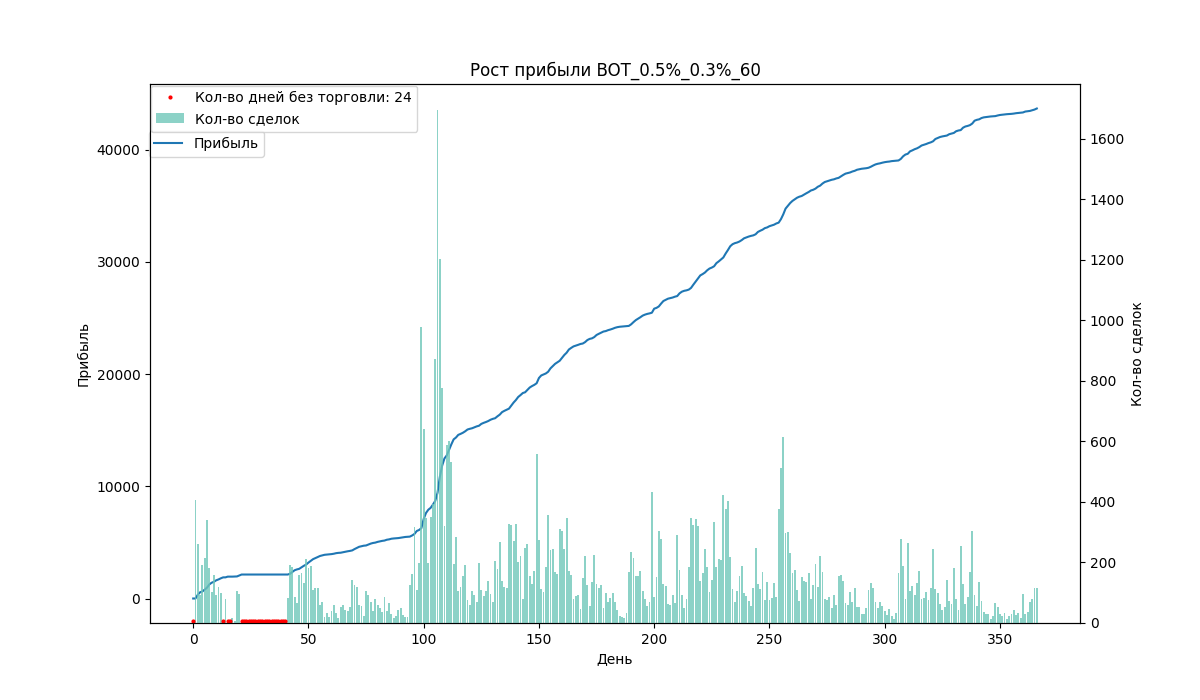 Рост прибыли BOT_0.5%_0.3%_60
Кол-во дней без торговли: 24
Кол-во сделок
Прибыль
40000
30000
20000
10000
0
Прибыль
1600
1400
1200
1000
800
600
400
200
0
Кол-во сделок
0 50 100 150 200 250 300 350
День